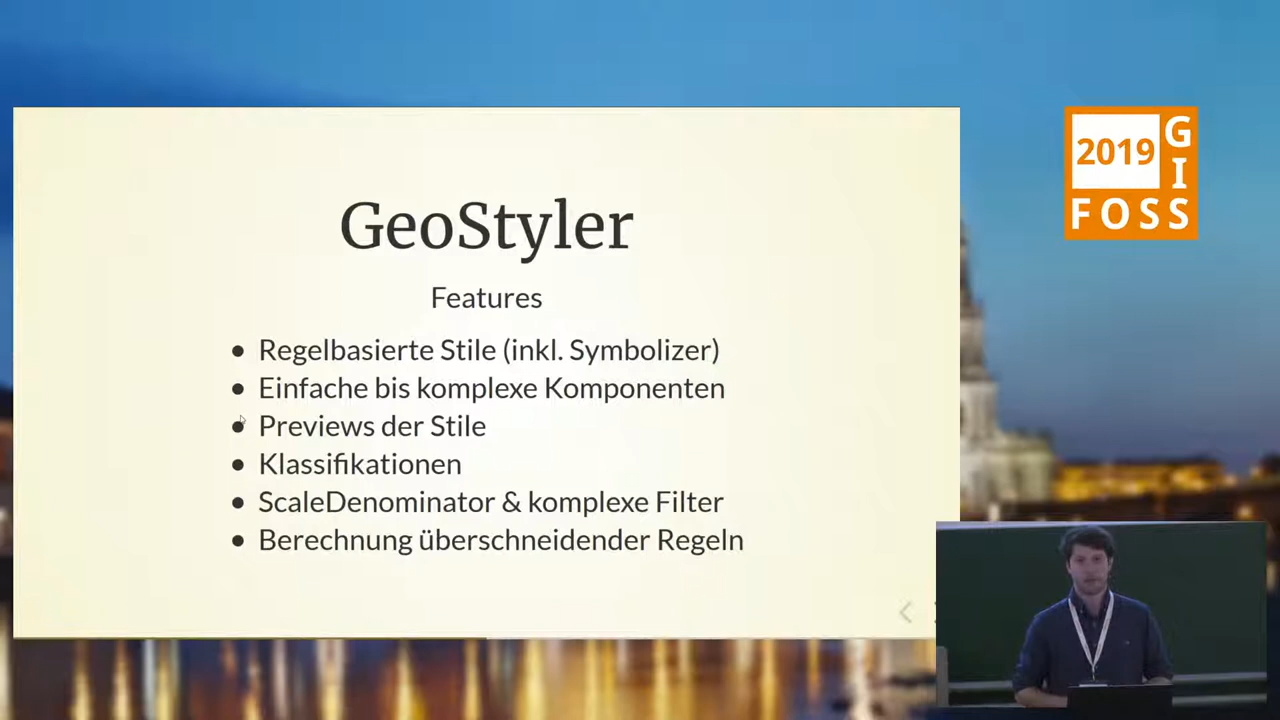 GeoStyler
Features
Regelbasierte Stile (inkl. Symbolizer)
Einfache bis komplexe Komponenten
Previews der Stile
Klassifikationen
ScaleDenominator & komplexe Filter
Berechnung überschneidender Regeln
2019
GIS
FOSS